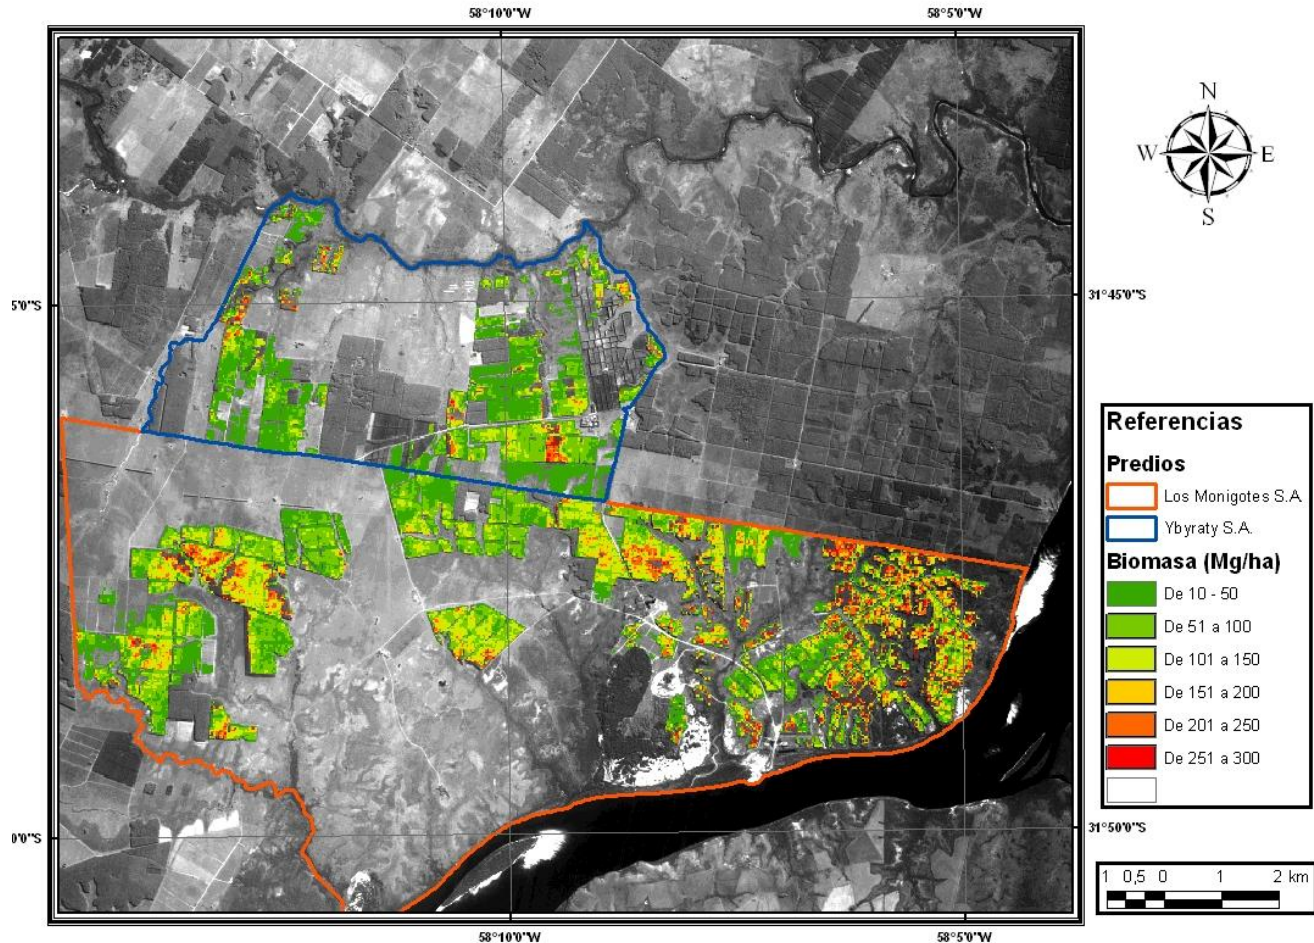 58°10'0"W
58°5'0"W
N
W
E
S
5'0"S
31°45'0"S
Referencias
Predios
Los Monigotes S.A.
Ybyraty S.A.
Biomasa (Mg/ha)
De 10 - 50
De 51 a 100
De 101 a 150
De 151 a 200
De 201 a 250
De 251 a 300
0'0"S
31°50'0"S
1 0,5 0 1 2 km
58°10'0"W
58°5'0"W